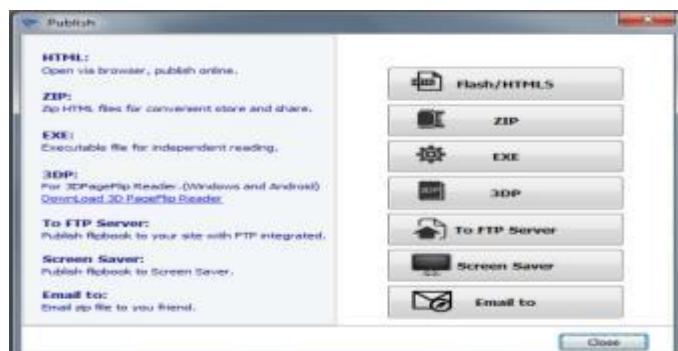 Publish
HTML:
Open via browser, publish online.
ZIP:
Zip HTML files for convenient store and share.
EXE:
Executable file for independent reading.
3DP:
For 3DPageFlip Reader.(Windows and Android)
DownLoad 3D PageFlip Reader
To FTP Server:
Publish flipbook to your site with FTP integrated.
Screen Saver:
Publish flipbook to Screen Saver.
Email to:
Email zip file to you friend.
Flash/HTML5
ZIP
EXE
3DP
To FTP Server
Screen Saver
Email to
Close